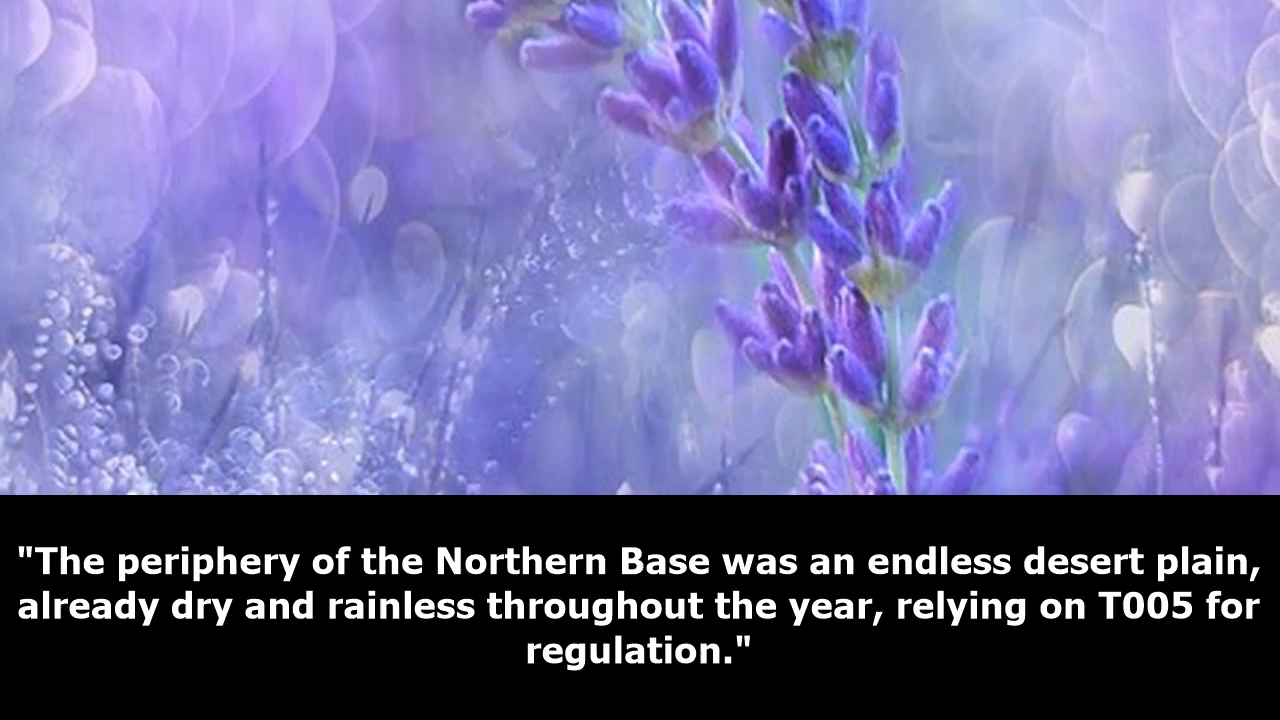 "The periphery of the Northern Base was an endless desert plain,
already dry and rainless throughout the year, relying on T005 for
regulation."